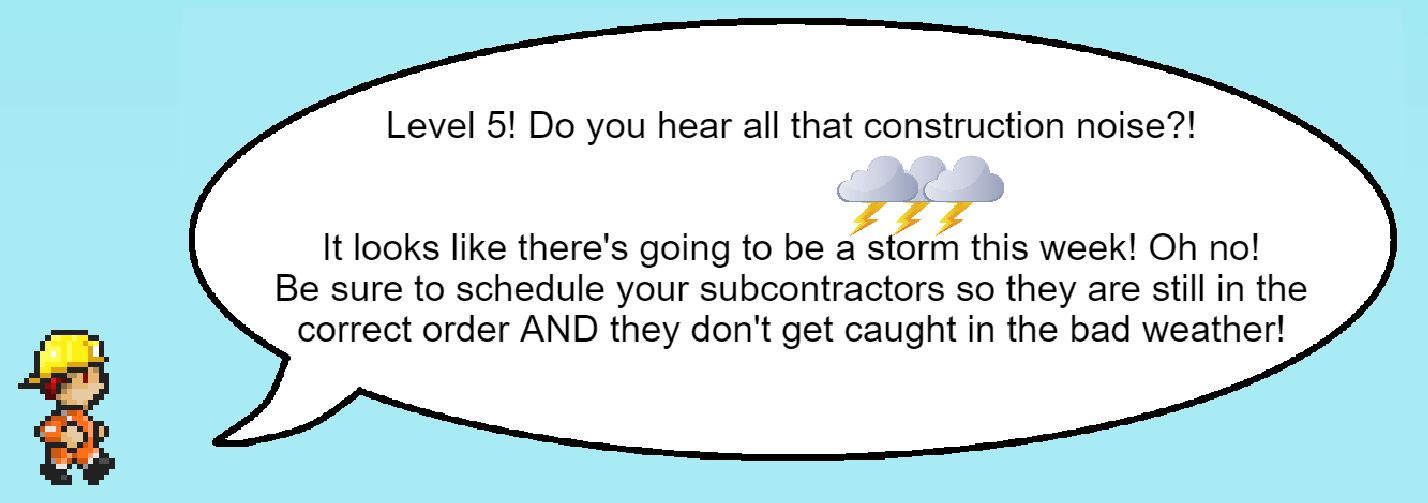 Level 5! Do you hear all that construction noise?!
It looks like there's going to be a storm this week! Oh no!
Be sure to schedule your subcontractors so they are still in the
correct order AND they don't get caught in the bad weather!